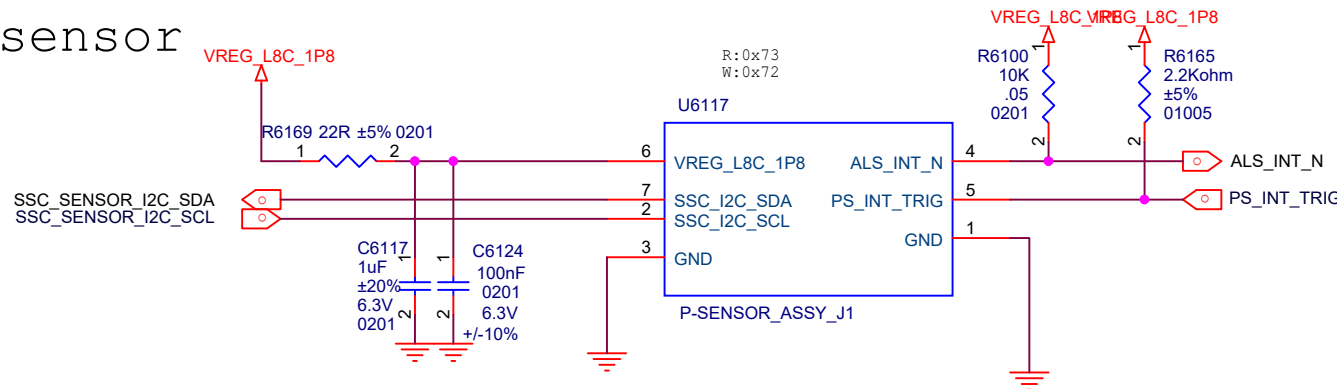 sensor
VREG_L8C_1P8
R:0x73
W:0x72
VREG_L8C_1P8
VREG_L8C_1P8
R6100
10K
.05
0201
1
2
R6165
2.2Kohm
±5%
01005
1
2
U6117
R6169 22R ±5% 0201
1
2
6
VREG_L8C_1P8
ALS_INT_N
4
ALS_INT_N
SSC_SENSOR_I2C_SDA
7
SSC_I2C_SDA
PS_INT_TRIG
5
PS_INT_TRIG
SSC_SENSOR_I2C_SCL
2
SSC_I2C_SCL
GND
1
3
GND
C6117
1uF
±20%
6.3V
0201
1
2
C6124
100nF
0201
6.3V
+/-10%
1
2
P-SENSOR_ASSY_J1